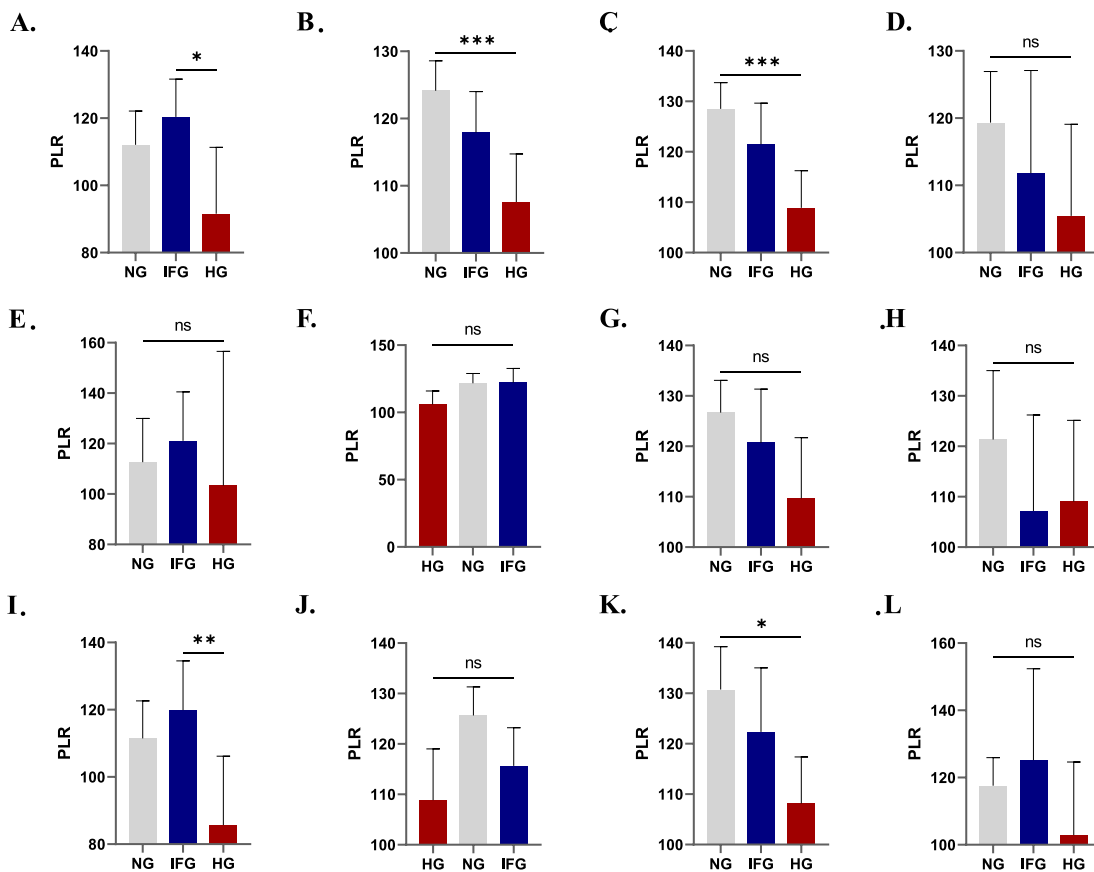 A.
PLR
140
120
100
80
*
NG IFG HG
B.
PLR
130
120
110
100
***
NG IFG HG
C.
PLR
140
130
120
110
100
***
NG IFG HG
D.
PLR
130
120
110
100
ns
NG IFG HG
E.
PLR
160
140
120
100
80
ns
NG IFG HG
F.
PLR
150
100
50
0
ns
HG NG IFG
G.
PLR
140
130
120
110
100
ns
NG IFG HG
.H
PLR
140
130
120
110
100
ns
NG IFG HG
I.
PLR
140
120
100
80
**
NG IFG HG
J.
PLR
140
130
120
110
100
ns
HG NG IFG
K.
PLR
140
130
120
110
100
*
NG IFG HG
.L
PLR
160
140
120
100
ns
NG IFG HG